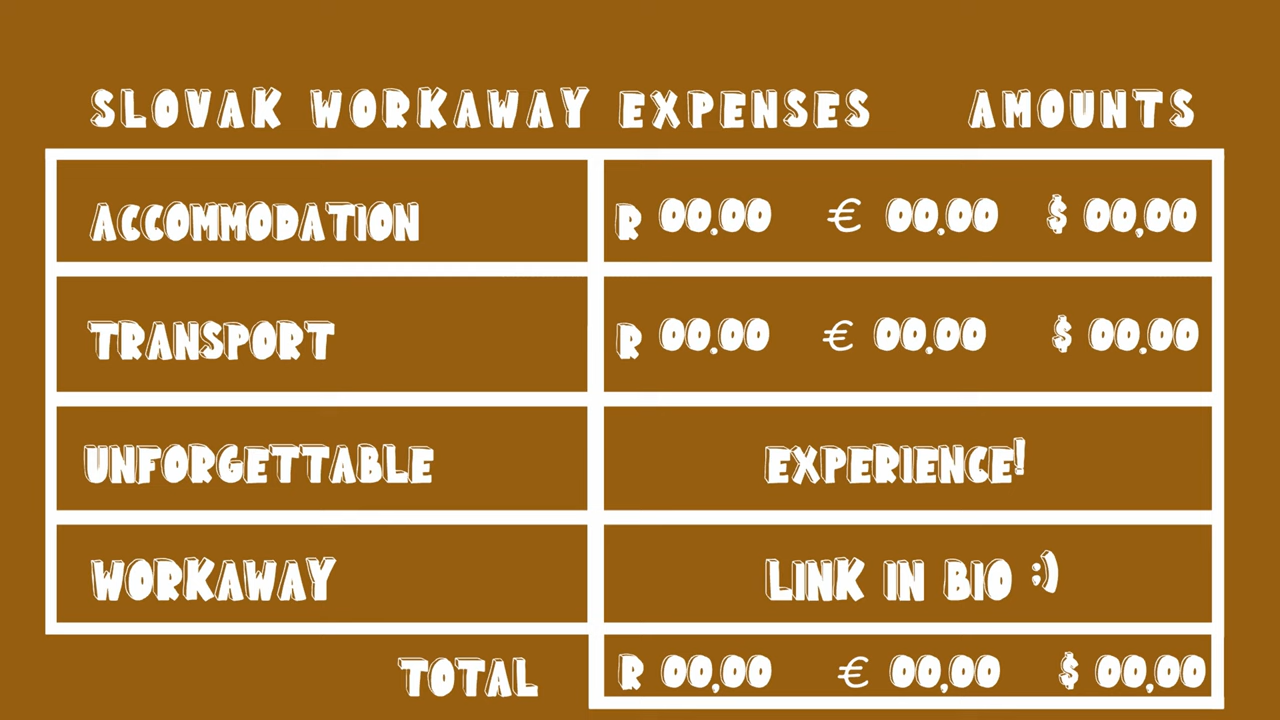 SLOVAK WORKAWAY EXPENSES AMOUNTS
ACCOMMODATION R 00.00 € 00.00 $ 00,00
TRANSPORT R 00.00 € 00.00 $ 00.00
UNFORGETTABLE EXPERIENCE!
WORKAWAY LINK IN BIO :)
TOTAL R 00,00 € 00,00 $ 00,00